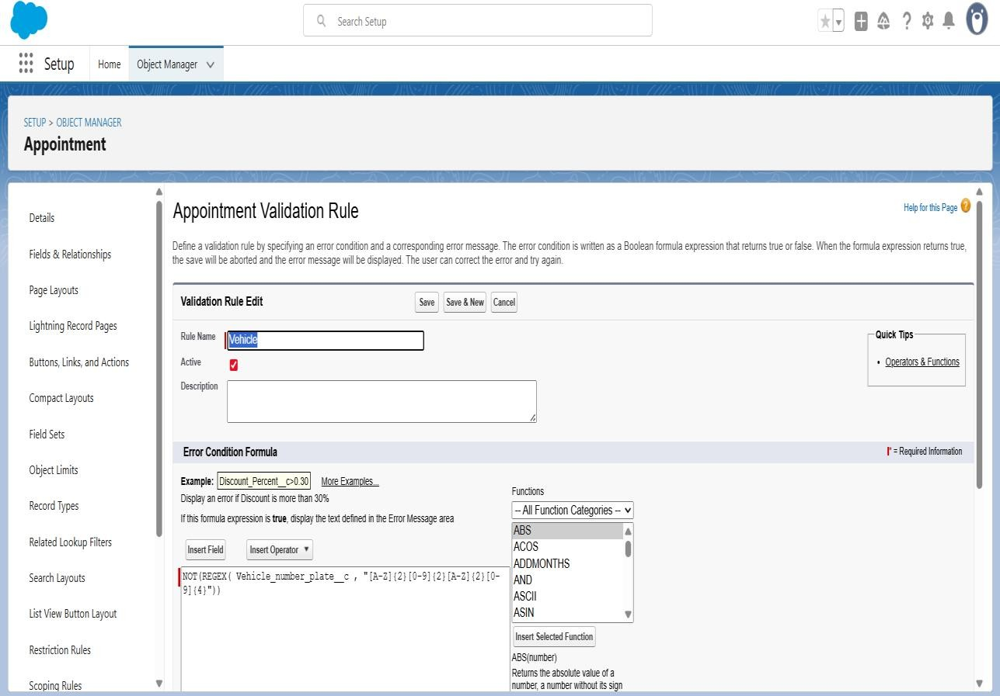 Search Setup
Setup
Home
Object Manager
SETUP > OBJECT MANAGER
Appointment
Details
Fields & Relationships
Page Layouts
Lightning Record Pages
Buttons, Links, and Actions
Compact Layouts
Field Sets
Object Limits
Record Types
Related Lookup Filters
Search Layouts
List View Button Layout
Restriction Rules
Scoping Rules
Appointment Validation Rule
Help for this Page ?
Define a validation rule by specifying an error condition and a corresponding error message. The error condition is written as a Boolean formula expression that returns true or false. When the formula expression returns true,
the save will be aborted and the error message will be displayed. The user can correct the error and try again.
Validation Rule Edit
Save
Save & New
Cancel
Rule Name
Vehicle
Active
Description
Quick Tips
• Operators & Functions
Error Condition Formula
* = Required Information
Example: Discount_Percent__c>0.30 More Examples...
Display an error if Discount is more than 30%
If this formula expression is true, display the text defined in the Error Message area
Insert Field
Insert Operator
NOT(REGEX( Vehicle_number_plate__c , "[A-Z]{2}[0-9]{2}[A-Z]{2}[0-
9]{4}"))
Functions
-- All Function Categories --
ABS
ACOS
ADDMONTHS
AND
ASCII
ASIN
Insert Selected Function
ABS(number)
Returns the absolute value of a
number, a number without its sign